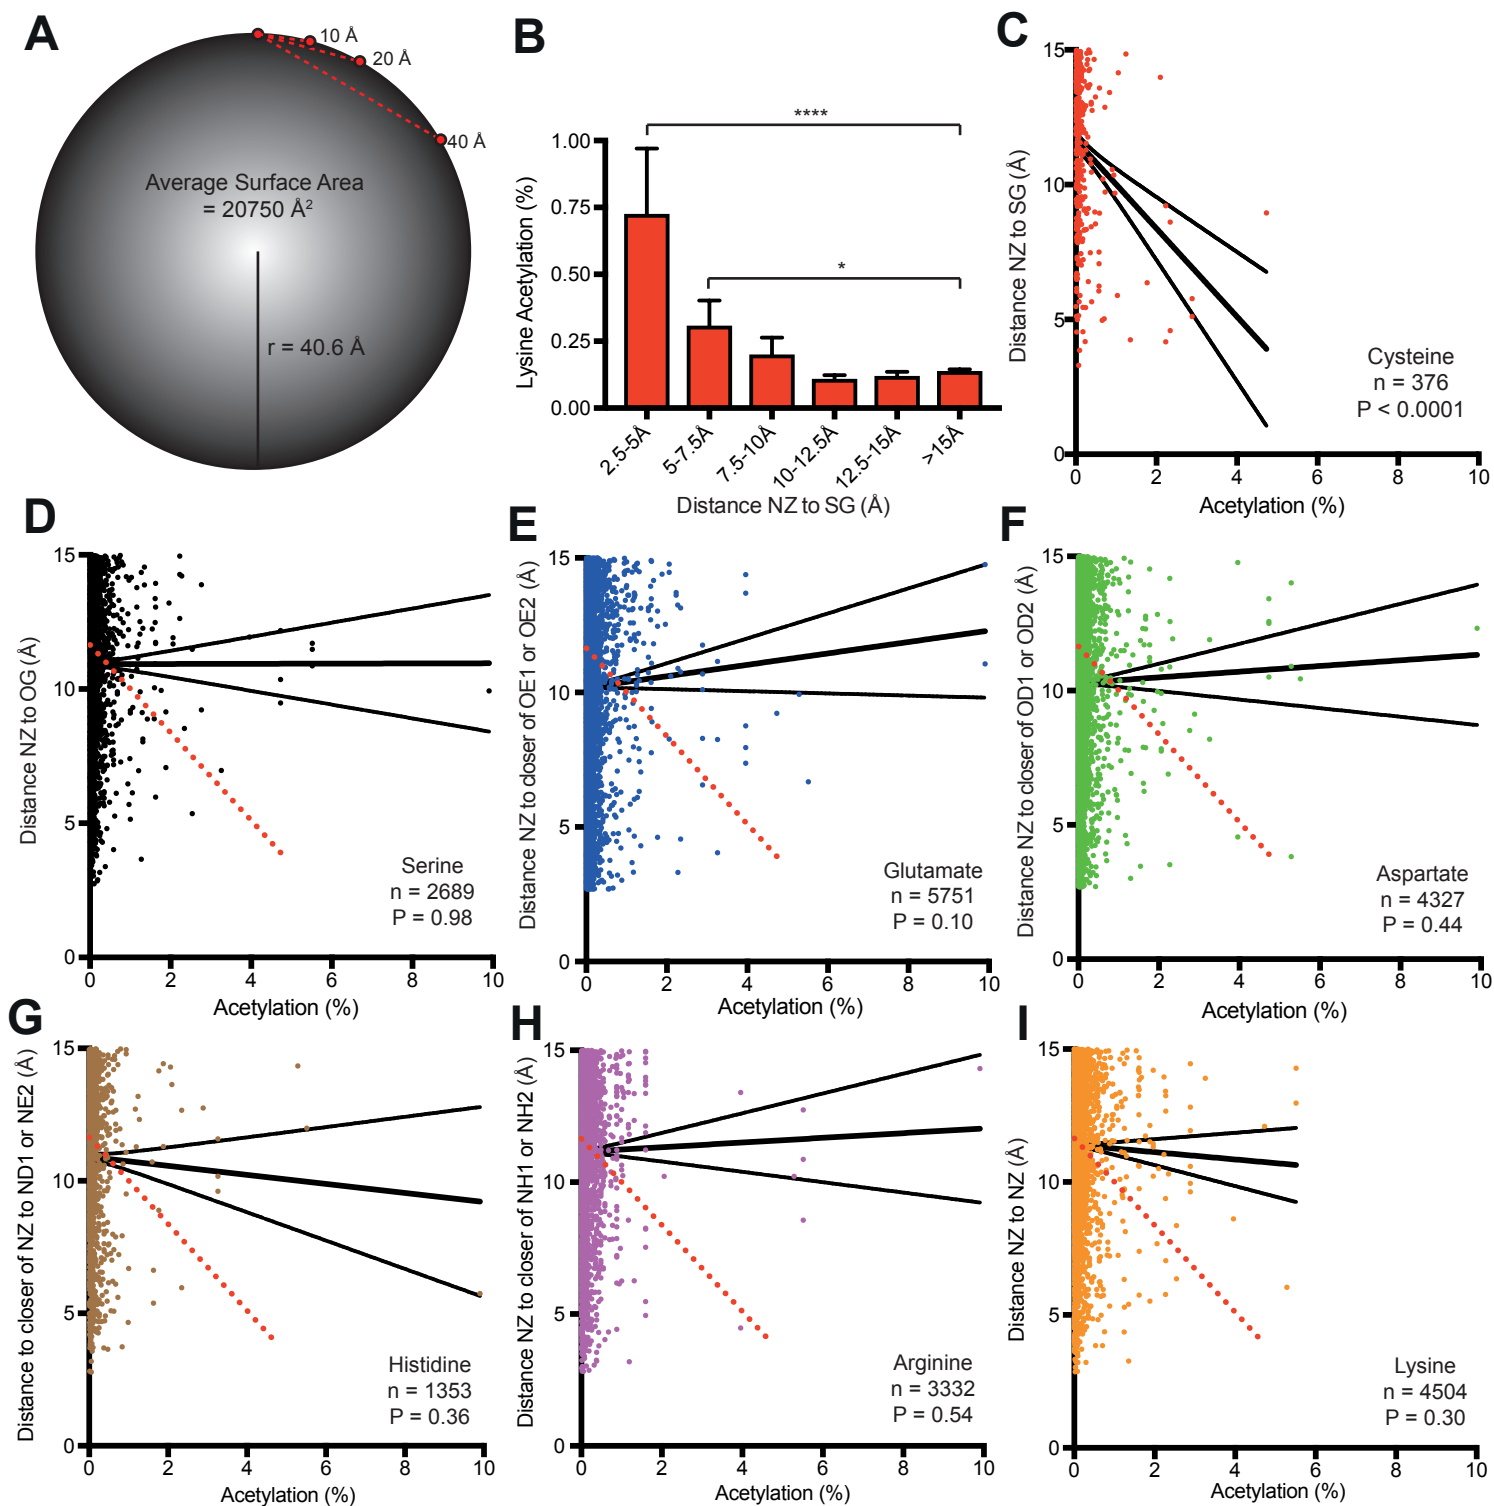 A
10 Å
20 Å
40 Å
Average Surface Area
= 20750 Å²
r = 40.6 Å
B
Lysine Acetylation (%)
1.00
0.75
0.50
0.25
0.00
****
*
2.5-5Å
5-7.5Å
7.5-10Å
10-12.5Å
12.5-15Å
>15Å
Distance NZ to SG (Å)
C
Distance NZ to SG (Å)
15
10
5
0
0 2 4 6 8 10
Acetylation (%)
Cysteine
n = 376
P < 0.0001
D
Distance NZ to OG (Å)
15
10
5
0
0 2 4 6 8 10
Acetylation (%)
Serine
n = 2689
P = 0.98
E
Distance NZ to closer of OE1 or OE2 (Å)
15
10
5
0
0 2 4 6 8 10
Acetylation (%)
Glutamate
n = 5751
P = 0.10
F
Distance NZ to closer of OD1 or OD2 (Å)
15
10
5
0
0 2 4 6 8 10
Acetylation (%)
Aspartate
n = 4327
P = 0.44
G
Distance to closer of NZ to ND1 or NE2 (Å)
15
10
5
0
0 2 4 6 8 10
Acetylation (%)
Histidine
n = 1353
P = 0.36
H
Distance NZ to closer of NH1 or NH2 (Å)
15
10
5
0
0 2 4 6 8 10
Acetylation (%)
Arginine
n = 3332
P = 0.54
I
Distance NZ to NZ (Å)
15
10
5
0
0 2 4 6 8 10
Acetylation (%)
Lysine
n = 4504
P = 0.30